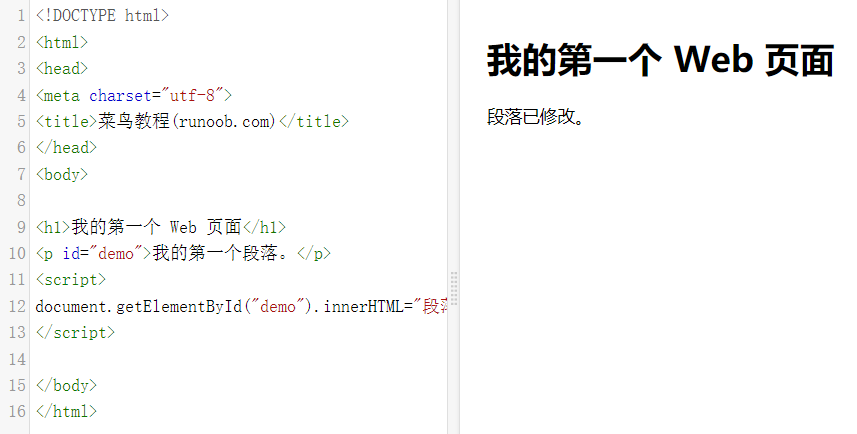 1 <!DOCTYPE html>
2 <html>
3 <head>
4 <meta charset="utf-8">
5 <title>菜鸟教程(runoob.com)</title>
6 </head>
7 <body>
8
9 <h1>我的第一个 Web 页面</h1>
10 <p id="demo">我的第一个段落。</p>
11 <script>
12 document.getElementById("demo").innerHTML="段
13 </script>
14
15 </body>
16 </html>
我的第一个 Web 页面
段落已修改。